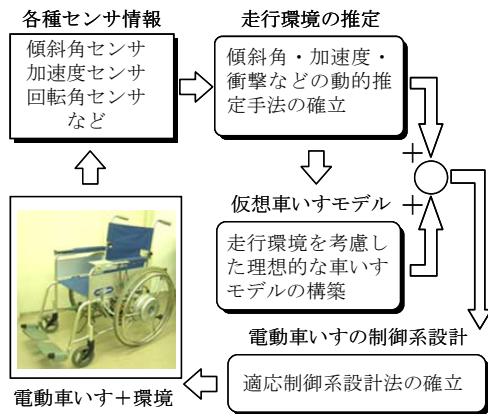 各種センサ情報
傾斜角センサ
加速度センサ
回転角センサ
など
走行環境の推定
傾斜角・加速度・
衝撃などの動的推
定手法の確立
+
仮想車いすモデル
+
走行環境を考慮し
た理想的な車いす
モデルの構築
電動車いすの制御系設計
適応制御系設計法の確立
電動車いす＋環境